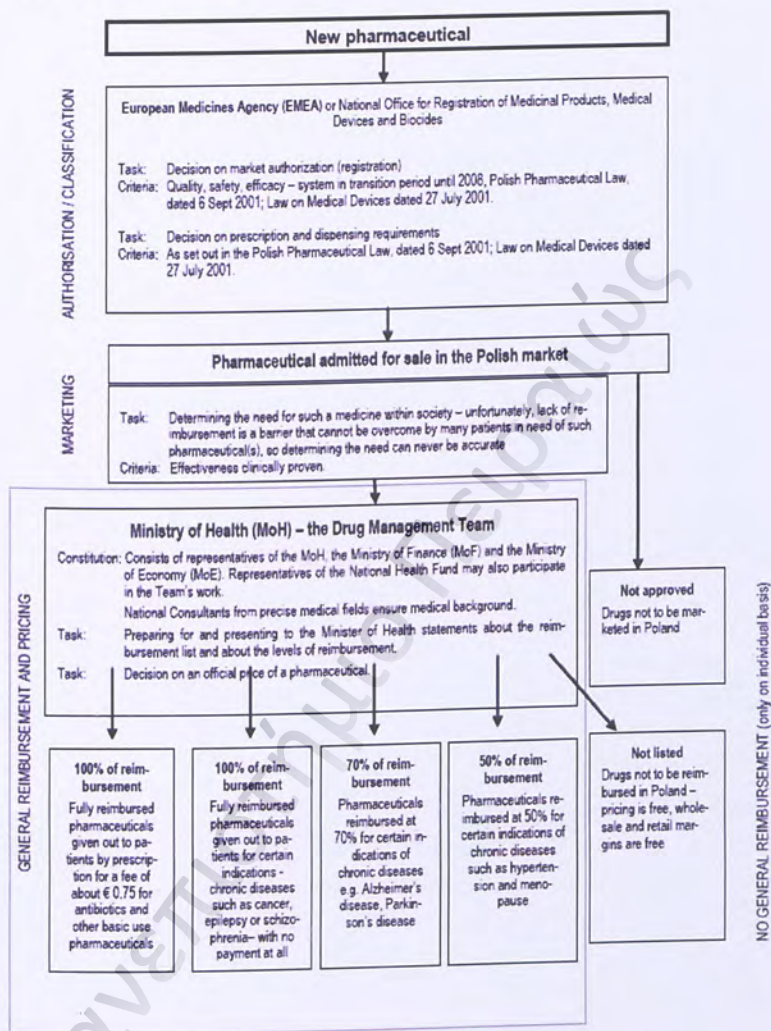 New pharmaceutical
AUTHORISATION / CLASSIFICATION
European Medicines Agency (EMEA) or National Office for Registration of Medicinal Products, Medical
Devices and Biocides
Task: Decision on market authorization (registration)
Criteria: Quality, safety, efficacy – system in transition period until 2008, Polish Pharmaceutical Law,
dated 6 Sept 2001; Law on Medical Devices dated 27 July 2001.
Task: Decision on prescription and dispensing requirements
Criteria: As set out in the Polish Pharmaceutical Law, dated 6 Sept 2001; Law on Medical Devices dated
27 July 2001.
MARKETING
Pharmaceutical admitted for sale in the Polish market
Task: Determining the need for such a medicine within society – unfortunately, lack of re-
imbursement is a barrier that cannot be overcome by many patients in need of such
pharmaceutical(s), so determining the need can never be accurate
Criteria: Effectiveness clinically proven
GENERAL REIMBURSEMENT AND PRICING
Ministry of Health (MoH) – the Drug Management Team
Constitution: Consists of representatives of the MoH, the Ministry of Finance (MoF) and the Ministry
of Economy (MoE). Representatives of the National Health Fund may also participate
in the Team's work.
National Consultants from precise medical fields ensure medical background.
Task: Preparing for and presenting to the Minister of Health statements about the reim-
bursement list and about the levels of reimbursement.
Task: Decision on an official price of a pharmaceutical.
100% of reim-
bursement
Fully reimbursed
pharmaceuticals
given out to pa-
tients by prescrip-
tion for a fee of
about € 0.75 for
antibiotics and
other basic use
pharmaceuticals
100% of reim-
bursement
Fully reimbursed
pharmaceuticals
given out to pa-
tients for certain
indications -
chronic diseases
such as cancer,
epilepsy or schizo-
phrenia– with no
payment at all
70% of reim-
bursement
Pharmaceuticals
reimbursed at
70% for certain in-
dications of
chronic diseases
e.g. Alzheimer's
disease, Parkin-
son's disease
50% of reim-
bursement
Pharmaceuticals re-
imbursed at 50% for
certain indications of
chronic diseases
such as hyperten-
sion and meno-
pause
NO GENERAL REIMBURSEMENT (only on individual basis)
Not approved
Drugs not to be mar-
keted in Poland
Not listed
Drugs not to be reim-
bursed in Poland –
pricing is free, whole-
sale and retail mar-
gins are free
Πανεπιστήμιο Πειραιώς